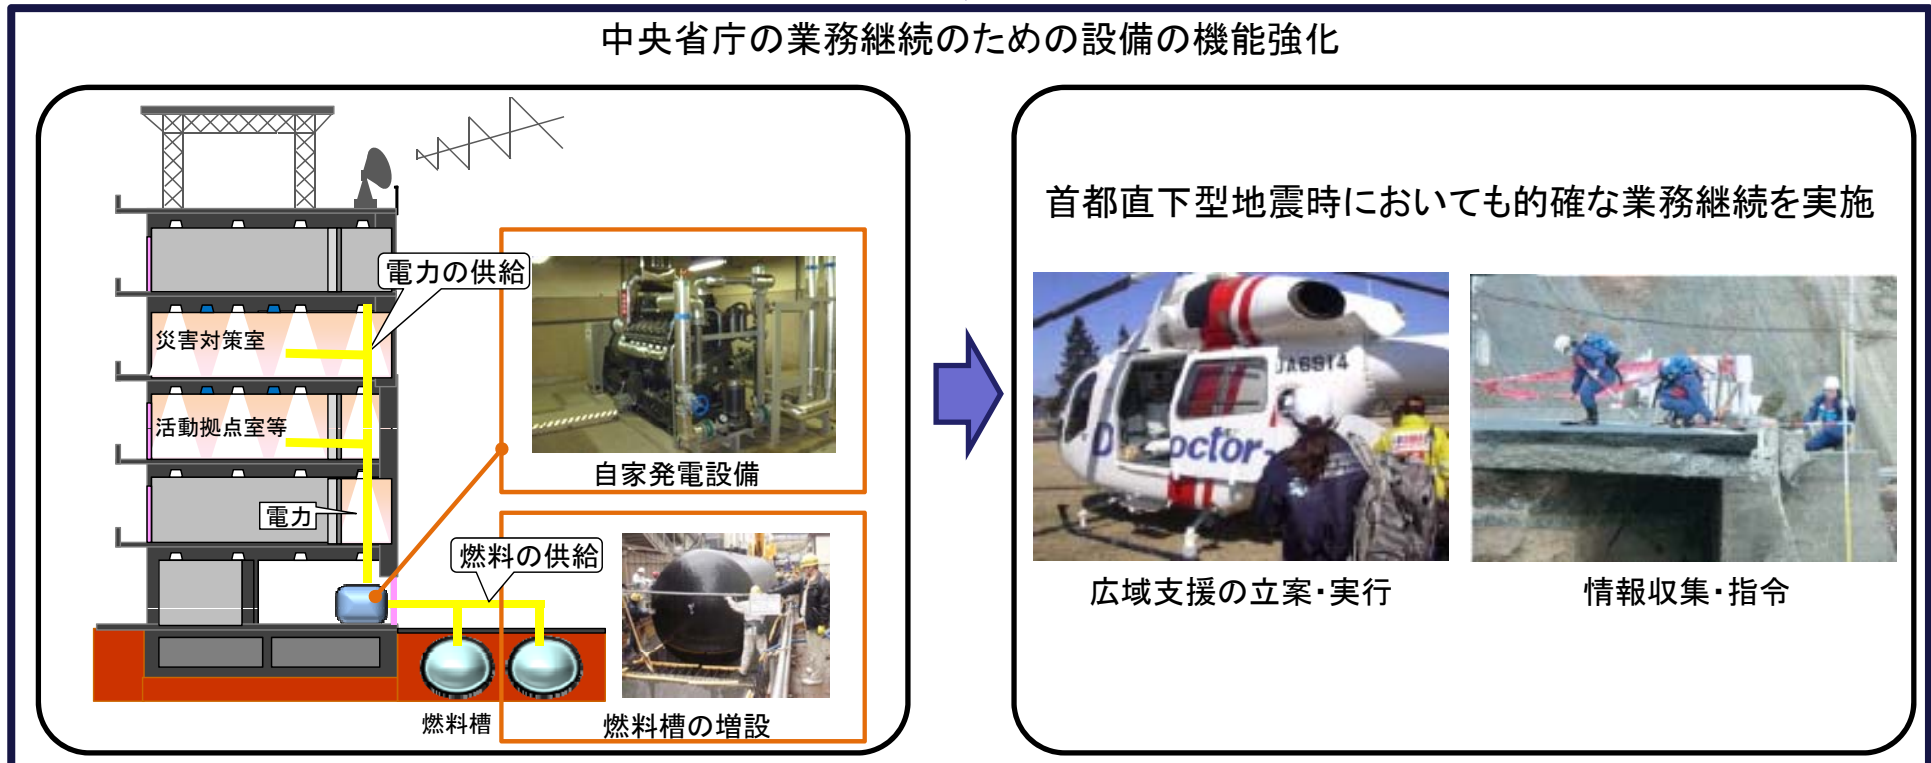 中央省庁の業務継続のための設備の機能強化
電力の供給
災害対策室
活動拠点室等
電力
自家発電設備
燃料の供給
燃料槽
燃料槽の増設
首都直下型地震時においても的確な業務継続を実施
JA6914
D
octor-
広域支援の立案・実行
情報収集・指令